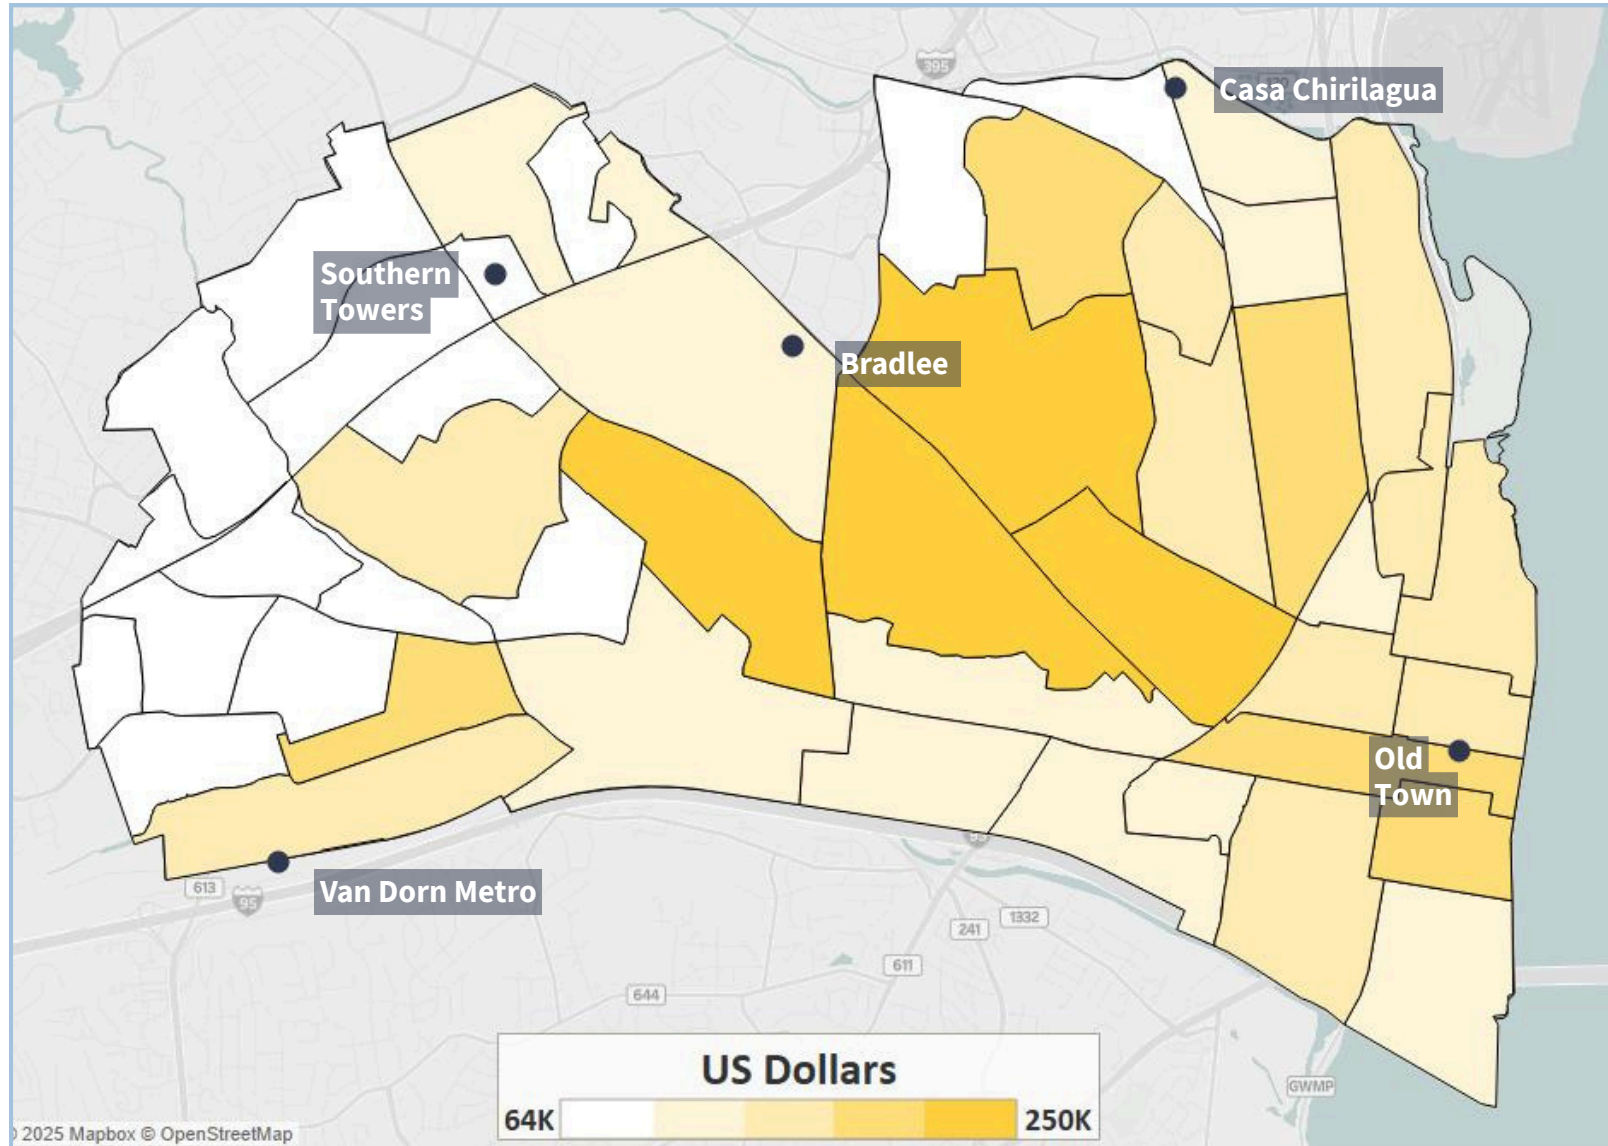 395
Casa Chirilagua
Southern
Towers
Bradlee
Old
Town
95
Van Dorn Metro
613
95
241
1332
611
644
GWMP
US Dollars
64K
250K
2025 Mapbox © OpenStreetMap